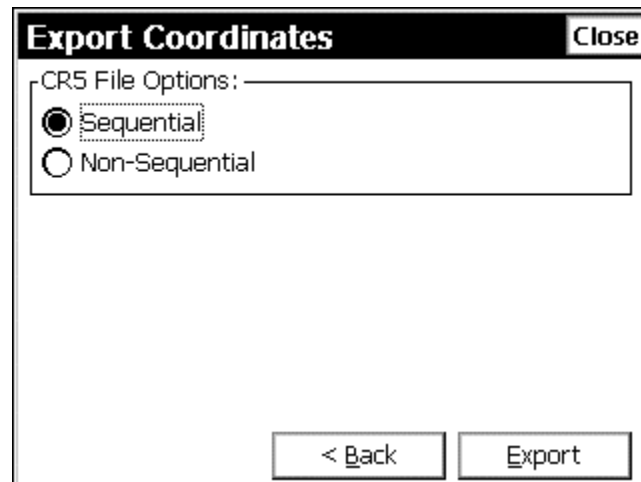 Export Coordinates Close
CR5 File Options:
Sequential
Non-Sequential
< Back Export